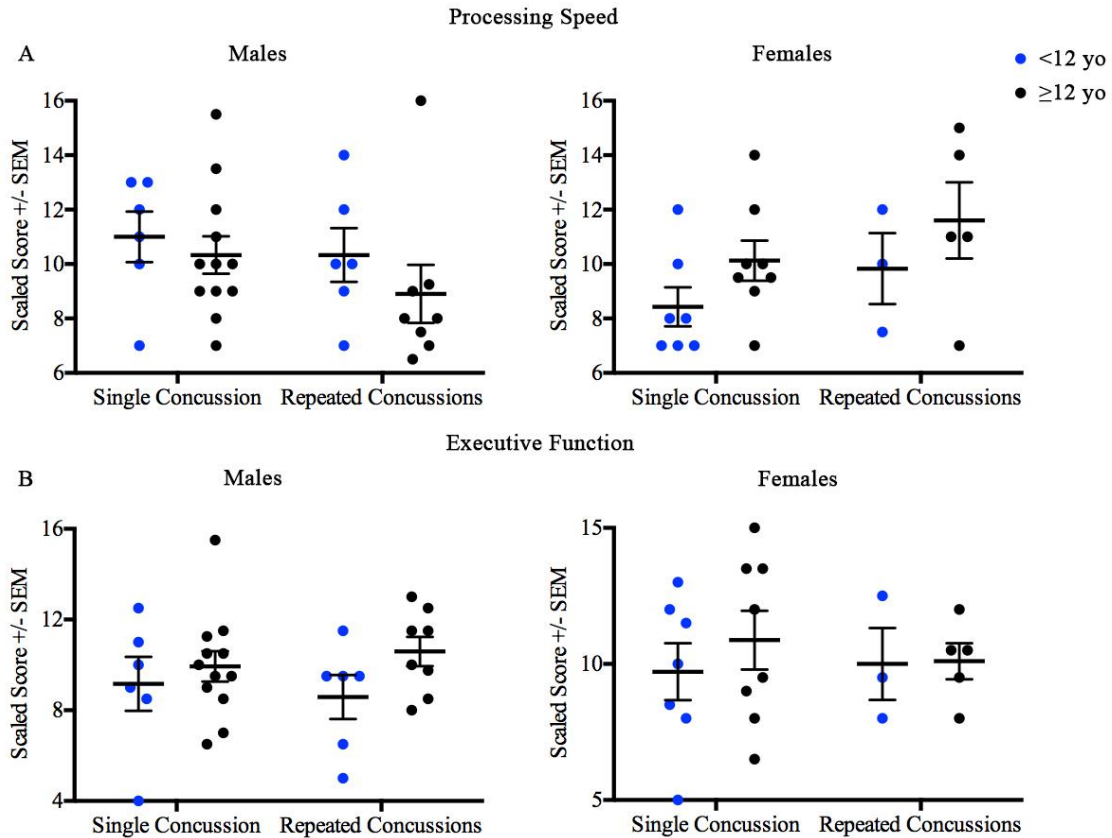 Processing Speed
A
Males
Females
<12 yo
≥12 yo
Scaled Score +/- SEM
16
14
12
10
8
6
Single Concussion
Repeated Concussions
Scaled Score +/- SEM
16
14
12
10
8
6
Single Concussion
Repeated Concussions
Executive Function
B
Males
Females
Scaled Score +/- SEM
16
12
8
4
Single Concussion
Repeated Concussions
Scaled Score +/- SEM
15
10
5
Single Concussion
Repeated Concussions